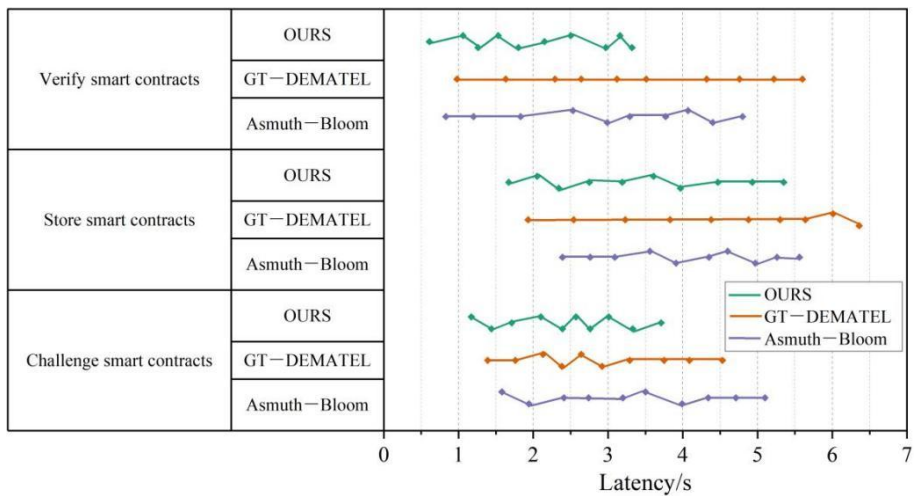 OURS
Verify smart contracts
GT－DEMATEL
Asmuth－Bloom
OURS
Store smart contracts
GT－DEMATEL
Asmuth－Bloom
OURS
Challenge smart contracts
GT－DEMATEL
Asmuth－Bloom
OURS
GT－DEMATEL
Asmuth－Bloom
0 1 2 3 4 5 6 7
Latency/s